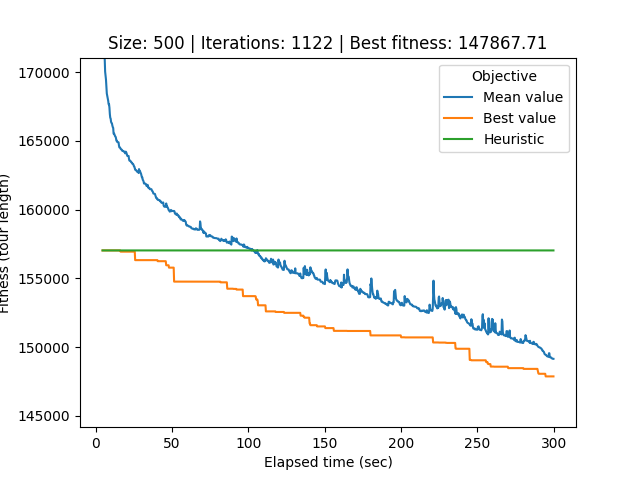 Size: 500 | Iterations: 1122 | Best fitness: 147867.71
170000
165000
160000
155000
150000
145000
Fitness (tour length)
Objective
Mean value
Best value
Heuristic
0 50 100 150 200 250 300
Elapsed time (sec)